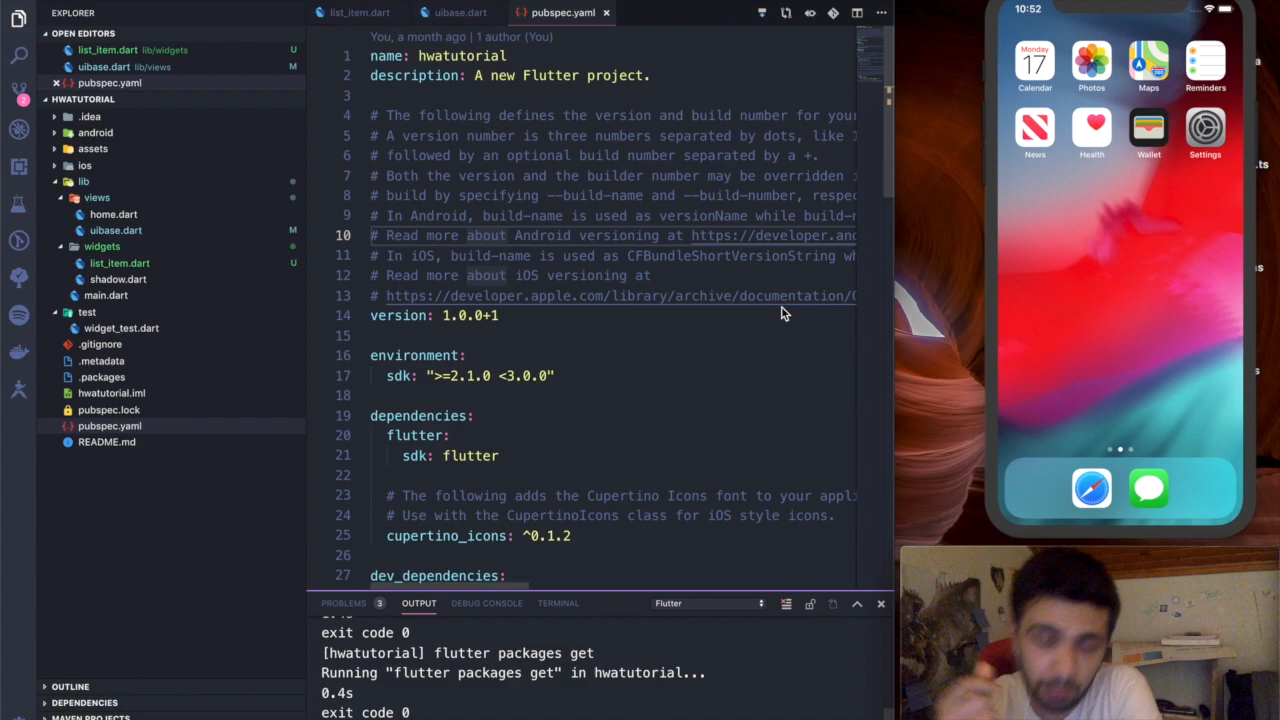 EXPLORER
OPEN EDITORS
list_item.dart lib/widgets U
uibase.dart lib/views M
× pubspec.yaml
HWATUTORIAL
.idea
android
assets
ios
lib
views
home.dart
uibase.dart M
widgets
list_item.dart U
shadow.dart
main.dart
test
widget_test.dart
.gitignore
.metadata
.packages
hwatutorial.iml
pubspec.lock
pubspec.yaml
README.md
OUTLINE
DEPENDENCIES
MAVEN PROJECTS
2
list_item.dart uibase.dart pubspec.yaml ×
You, a month ago | 1 author (You)
1 name: hwatutorial
2 description: A new Flutter project.
3
4 # The following defines the version and build number for your
5 # A version number is three numbers separated by dots, like 1
6 # followed by an optional build number separated by a +.
7 # Both the version and the builder number may be overridden i
8 # build by specifying --build-name and --build-number, respec
9 # In Android, build-name is used as versionName while build-n
10 # Read more about Android versioning at https://developer.and
11 # In iOS, build-name is used as CFBundleShortVersionString wh
12 # Read more about iOS versioning at
13 # https://developer.apple.com/library/archive/documentation/G
14 version: 1.0.0+1
15
16 environment:
17 sdk: ">=2.1.0 <3.0.0"
18
19 dependencies:
20 flutter:
21 sdk: flutter
22
23 # The following adds the Cupertino Icons font to your appli
24 # Use with the CupertinoIcons class for iOS style icons.
25 cupertino_icons: ^0.1.2
26
27 dev_dependencies:
PROBLEMS 3 OUTPUT DEBUG CONSOLE TERMINAL Flutter
exit code 0
[hwatutorial] flutter packages get
Running "flutter packages get" in hwatutorial...
0.4s
exit code 0
10:52
Monday
17
Calendar Photos Maps Reminders
News Health Wallet Settings